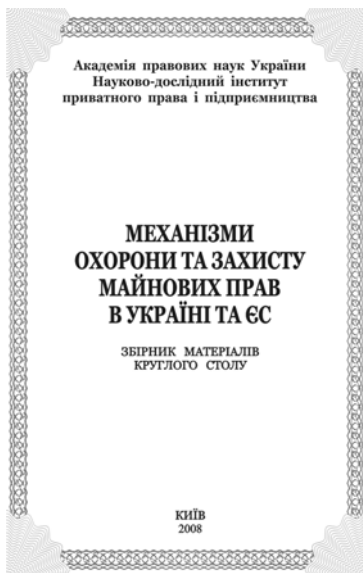 Академія правових наук України
Науково-дослідний інститут
приватного права і підприємництва
МЕХАНІЗМИ
ОХОРОНИ ТА ЗАХИСТУ
МАЙНОВИХ ПРАВ
В УКРАЇНІ ТА ЄС
ЗБІРНИК МАТЕРІАЛІВ
КРУГЛОГО СТОЛУ
КИЇВ
2008